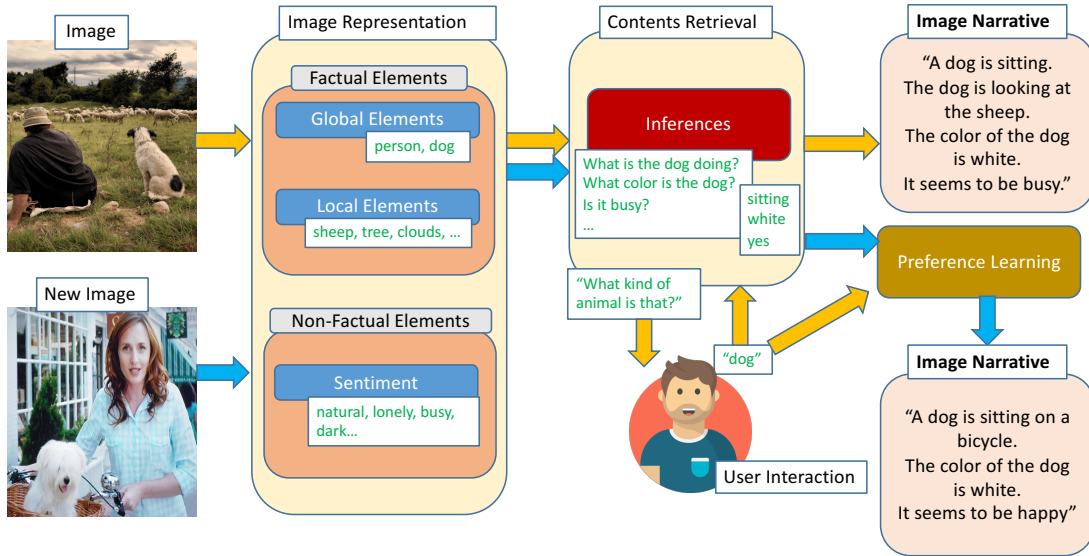 Image
Image Representation
Factual Elements
Global Elements
person, dog
Local Elements
sheep, tree, clouds, ...
Non-Factual Elements
Sentiment
natural, lonely, busy,
dark...
New Image
Contents Retrieval
Inferences
What is the dog doing?
What color is the dog?
Is it busy?
...
sitting
white
yes
“What kind of
animal is that?”
“dog”
User Interaction
Image Narrative
“A dog is sitting.
The dog is looking at
the sheep.
The color of the dog
is white.
It seems to be busy.”
Preference Learning
Image Narrative
“A dog is sitting on a
bicycle.
The color of the dog
is white.
It seems to be happy”